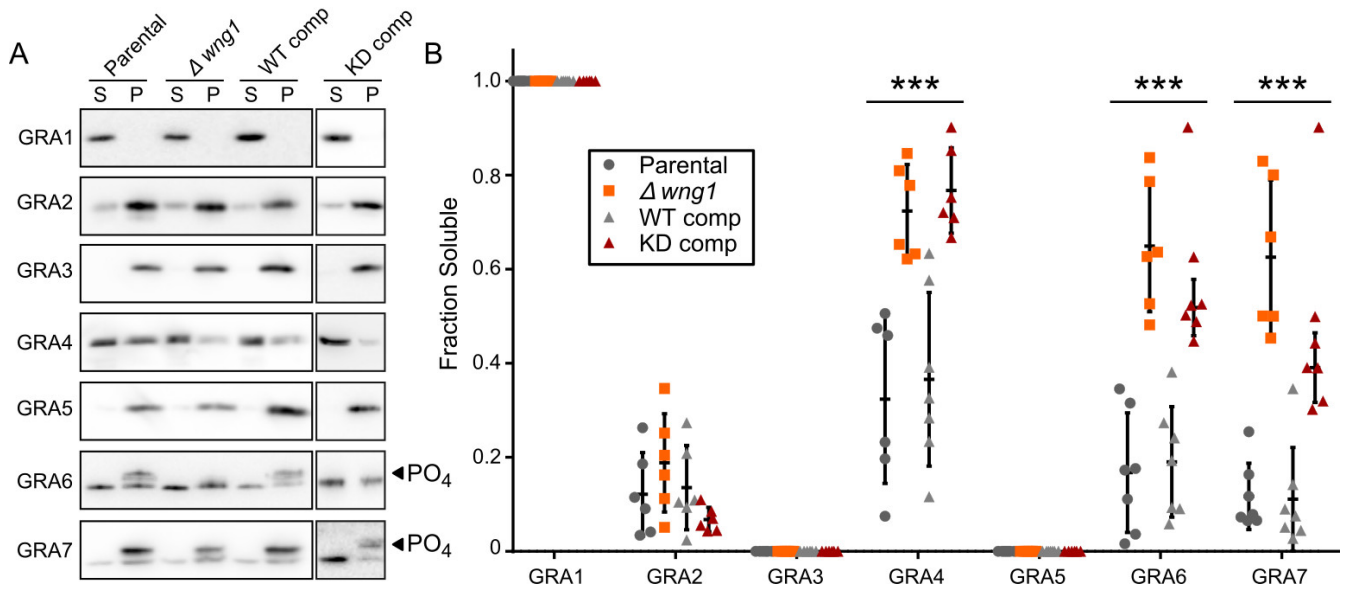 A
Parental
Δ wng1
WT comp
KD comp
S P S P S P S P
GRA1
GRA2
GRA3
GRA4
GRA5
GRA6
PO4
GRA7
PO4
B
Fraction Soluble
1.0
0.8
0.6
0.4
0.2
0
*** *** ***
Parental
Δ wng1
WT comp
KD comp
GRA1 GRA2 GRA3 GRA4 GRA5 GRA6 GRA7